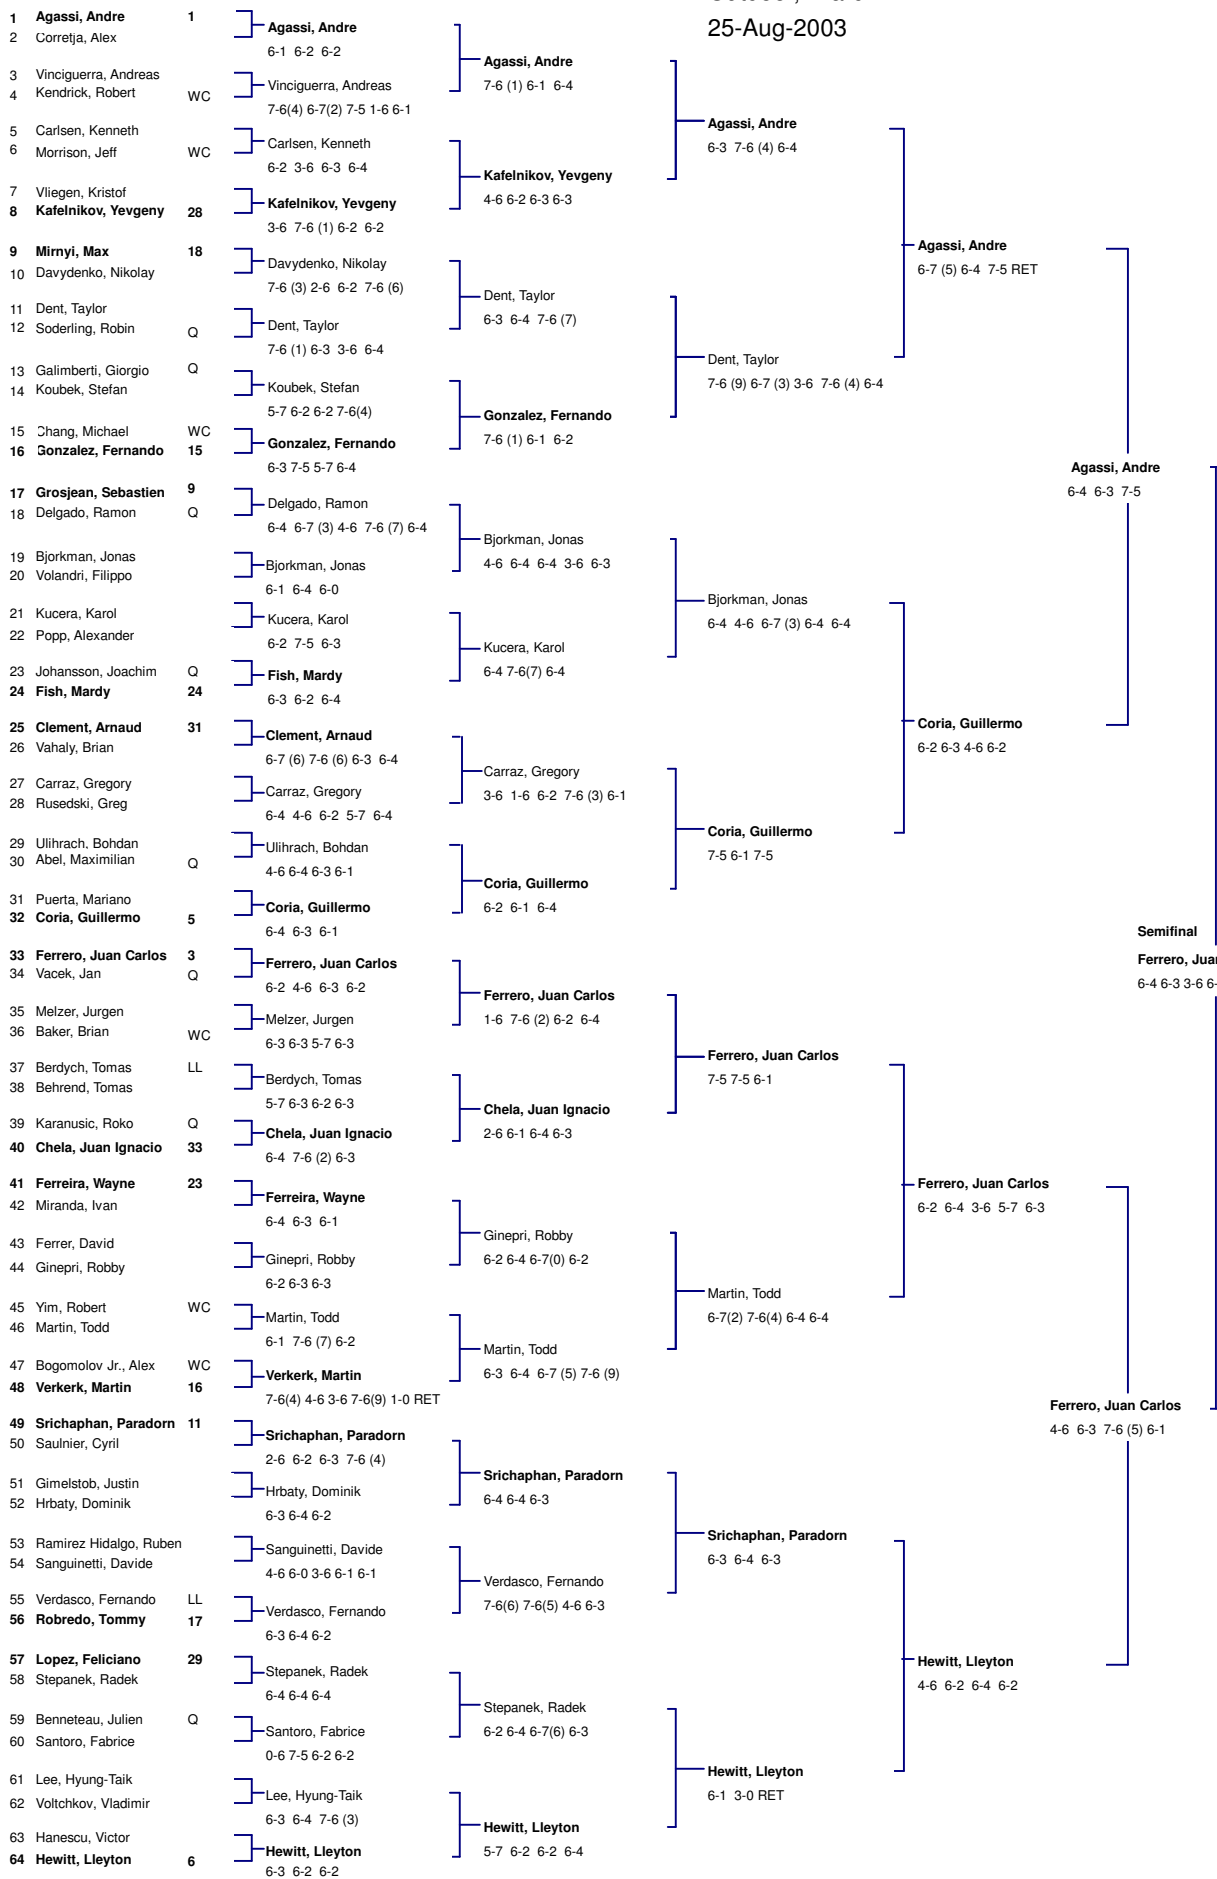 25-Aug-2003
1 Agassi, Andre 1
2 Corretja, Alex
3 Vinciguerra, Andreas
4 Kendrick, Robert WC
5 Carlsen, Kenneth
6 Morrison, Jeff WC
7 Vliegen, Kristof
8 Kafelnikov, Yevgeny 28
9 Mirnyi, Max 18
10 Davydenko, Nikolay
11 Dent, Taylor
12 Soderling, Robin Q
13 Galimberti, Giorgio Q
14 Koubek, Stefan
15 Chang, Michael WC
16 Gonzalez, Fernando 15
17 Grosjean, Sebastien 9
18 Delgado, Ramon Q
19 Bjorkman, Jonas
20 Volandri, Filippo
21 Kucera, Karol
22 Popp, Alexander
23 Johansson, Joachim Q
24 Fish, Mardy 24
25 Clement, Arnaud 31
26 Vahaly, Brian
27 Carraz, Gregory
28 Rusedski, Greg
29 Ulihrach, Bohdan
30 Abel, Maximilian Q
31 Puerta, Mariano
32 Coria, Guillermo 5
33 Ferrero, Juan Carlos 3
34 Vacek, Jan Q
35 Melzer, Jurgen
36 Baker, Brian WC
37 Berdych, Tomas LL
38 Behrend, Tomas
39 Karanusic, Roko Q
40 Chela, Juan Ignacio 33
41 Ferreira, Wayne 23
42 Miranda, Ivan
43 Ferrer, David
44 Ginepri, Robby
45 Yim, Robert WC
46 Martin, Todd
47 Bogomolov Jr., Alex WC
48 Verkerk, Martin 16
49 Srichaphan, Paradorn 11
50 Saulnier, Cyril
51 Gimelstob, Justin
52 Hrbaty, Dominik
53 Ramirez Hidalgo, Ruben
54 Sanguinetti, Davide
55 Verdasco, Fernando LL
56 Robredo, Tommy 17
57 Lopez, Feliciano 29
58 Stepanek, Radek
59 Benneteau, Julien Q
60 Santoro, Fabrice
61 Lee, Hyung-Taik
62 Voltchkov, Vladimir
63 Hanescu, Victor
64 Hewitt, Lleyton 6
Agassi, Andre
6-1 6-2 6-2
Vinciguerra, Andreas
7-6(4) 6-7(2) 7-5 1-6 6-1
Carlsen, Kenneth
6-2 3-6 6-3 6-4
Kafelnikov, Yevgeny
3-6 7-6 (1) 6-2 6-2
Davydenko, Nikolay
7-6 (3) 2-6 6-2 7-6 (6)
Dent, Taylor
7-6 (1) 6-3 3-6 6-4
Koubek, Stefan
5-7 6-2 6-2 7-6(4)
Gonzalez, Fernando
6-3 7-5 5-7 6-4
Delgado, Ramon
6-4 6-7 (3) 4-6 7-6 (7) 6-4
Bjorkman, Jonas
6-1 6-4 6-0
Kucera, Karol
6-2 7-5 6-3
Fish, Mardy
6-3 6-2 6-4
Clement, Arnaud
6-7 (6) 7-6 (6) 6-3 6-4
Carraz, Gregory
6-4 4-6 6-2 5-7 6-4
Ulihrach, Bohdan
4-6 6-4 6-3 6-1
Coria, Guillermo
6-4 6-3 6-1
Ferrero, Juan Carlos
6-2 4-6 6-3 6-2
Melzer, Jurgen
6-3 6-3 5-7 6-3
Berdych, Tomas
5-7 6-3 6-2 6-3
Chela, Juan Ignacio
6-4 7-6 (2) 6-3
Ferreira, Wayne
6-4 6-3 6-1
Ginepri, Robby
6-2 6-3 6-3
Martin, Todd
6-1 7-6 (7) 6-2
Verkerk, Martin
7-6(4) 4-6 3-6 7-6(9) 1-0 RET
Srichaphan, Paradorn
2-6 6-2 6-3 7-6 (4)
Hrbaty, Dominik
6-3 6-4 6-2
Sanguinetti, Davide
4-6 6-0 3-6 6-1 6-1
Verdasco, Fernando
6-3 6-4 6-2
Stepanek, Radek
6-4 6-4 6-4
Santoro, Fabrice
0-6 7-5 6-2 6-2
Lee, Hyung-Taik
6-3 6-4 7-6 (3)
Hewitt, Lleyton
6-3 6-2 6-2
Agassi, Andre
7-6 (1) 6-1 6-4
Kafelnikov, Yevgeny
4-6 6-2 6-3 6-3
Dent, Taylor
6-3 6-4 7-6 (7)
Gonzalez, Fernando
7-6 (1) 6-1 6-2
Bjorkman, Jonas
4-6 6-4 6-4 3-6 6-3
Kucera, Karol
6-4 7-6(7) 6-4
Carraz, Gregory
3-6 1-6 6-2 7-6 (3) 6-1
Coria, Guillermo
6-2 6-1 6-4
Ferrero, Juan Carlos
1-6 7-6 (2) 6-2 6-4
Chela, Juan Ignacio
2-6 6-1 6-4 6-3
Ginepri, Robby
6-2 6-4 6-7(0) 6-2
Martin, Todd
6-3 6-4 6-7 (5) 7-6 (9)
Srichaphan, Paradorn
6-4 6-4 6-3
Verdasco, Fernando
7-6(6) 7-6(5) 4-6 6-3
Stepanek, Radek
6-2 6-4 6-7(6) 6-3
Hewitt, Lleyton
5-7 6-2 6-2 6-4
Agassi, Andre
6-3 7-6 (4) 6-4
Dent, Taylor
7-6 (9) 6-7 (3) 3-6 7-6 (4) 6-4
Bjorkman, Jonas
6-4 4-6 6-7 (3) 6-4 6-4
Coria, Guillermo
7-5 6-1 7-5
Ferrero, Juan Carlos
7-5 7-5 6-1
Martin, Todd
6-7(2) 7-6(4) 6-4 6-4
Srichaphan, Paradorn
6-3 6-4 6-3
Hewitt, Lleyton
6-1 3-0 RET
Agassi, Andre
6-7 (5) 6-4 7-5 RET
Coria, Guillermo
6-2 6-3 4-6 6-2
Ferrero, Juan Carlos
6-2 6-4 3-6 5-7 6-3
Hewitt, Lleyton
4-6 6-2 6-4 6-2
Agassi, Andre
6-4 6-3 7-5
Ferrero, Juan Carlos
4-6 6-3 7-6 (5) 6-1
Semifinal
Ferrero, Juan
6-4 6-3 3-6 6-